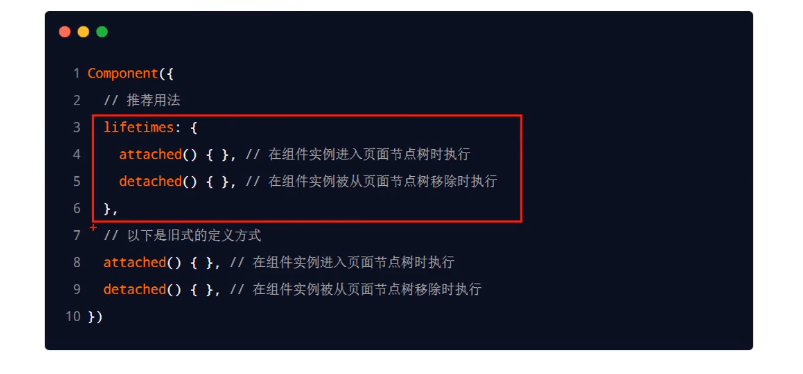 1 Component({
2 // 推荐用法
3 lifetimes: {
4 attached() { }, // 在组件实例进入页面节点树时执行
5 detached() { }, // 在组件实例被从页面节点树移除时执行
6 },
7 // 以下是旧式的定义方式
8 attached() { }, // 在组件实例进入页面节点树时执行
9 detached() { }, // 在组件实例被从页面节点树移除时执行
10 })